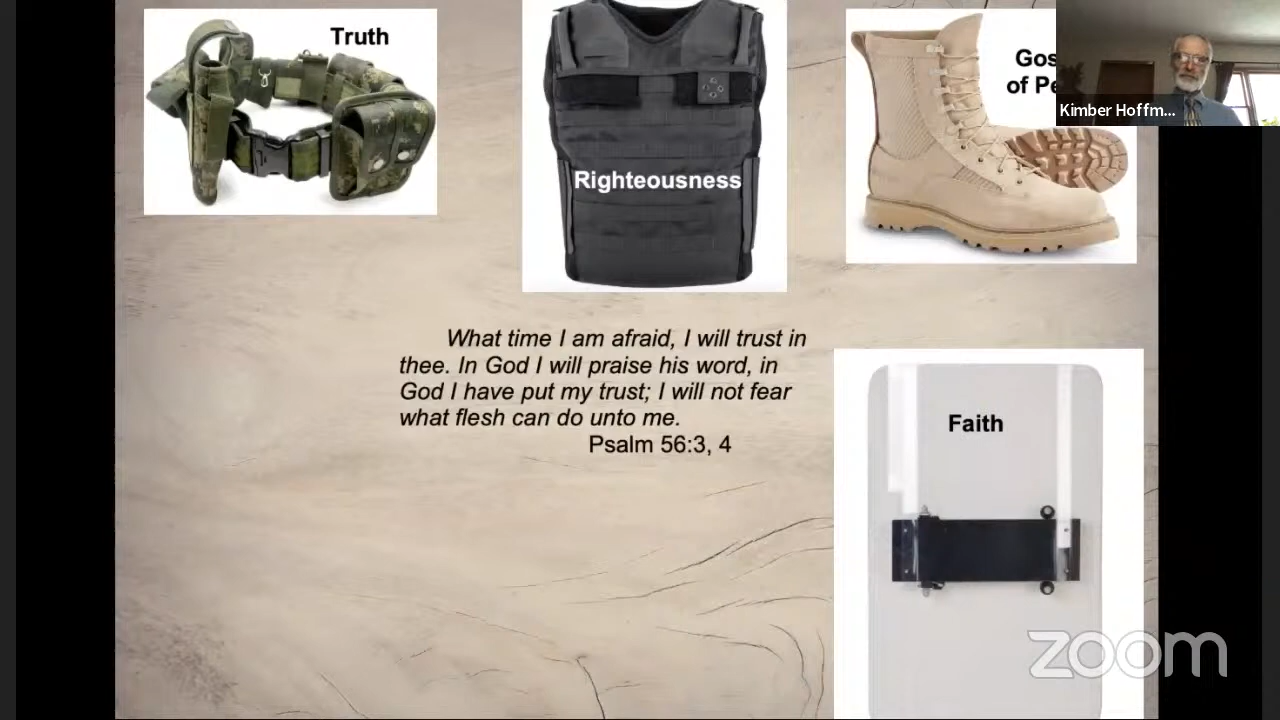 Truth
Righteousness
Gos
of Pe
Kimber Hoffm...
What time I am afraid, I will trust in
thee. In God I will praise his word, in
God I have put my trust; I will not fear
what flesh can do unto me.
Psalm 56:3, 4
Faith
zoom